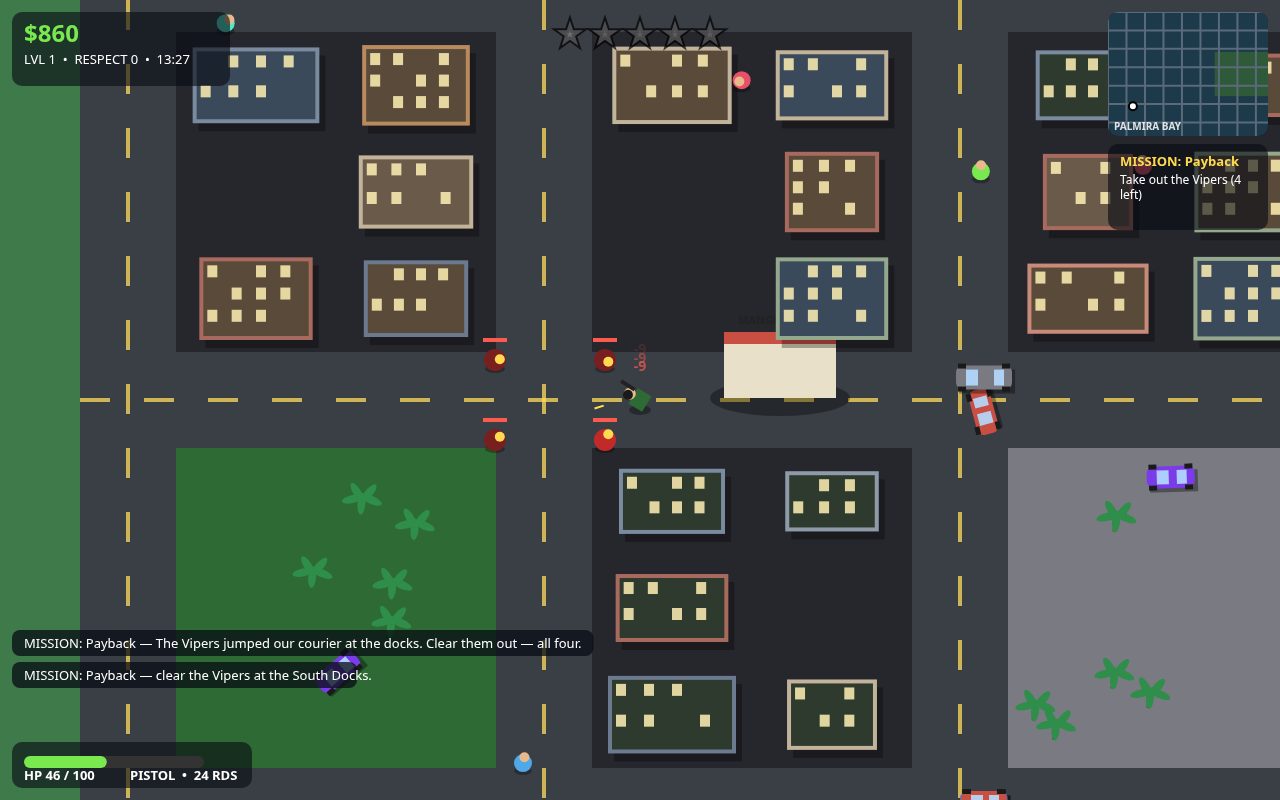 $860
LVL 1 • RESPECT 0 • 13:27
PALMIRA BAY
MISSION: Payback
Take out the Vipers (4
left)
-9
MISSION: Payback — The Vipers jumped our courier at the docks. Clear them out — all four.
MISSION: Payback — clear the Vipers at the South Docks.
HP 46 / 100
PISTOL • 24 RDS